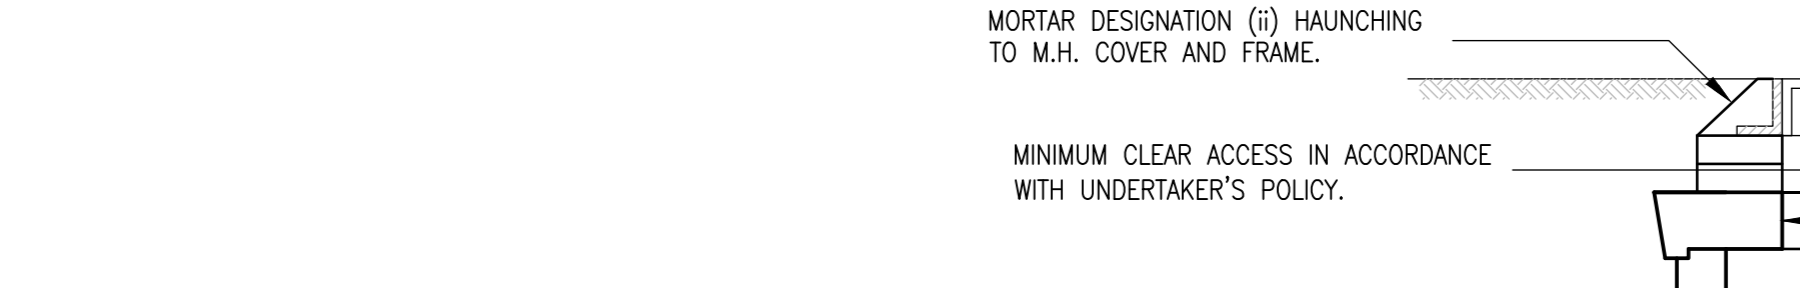 MORTAR DESIGNATION (ii) HAUNCHING
TO M.H. COVER AND FRAME.
MINIMUM CLEAR ACCESS IN ACCORDANCE
WITH UNDERTAKER'S POLICY.